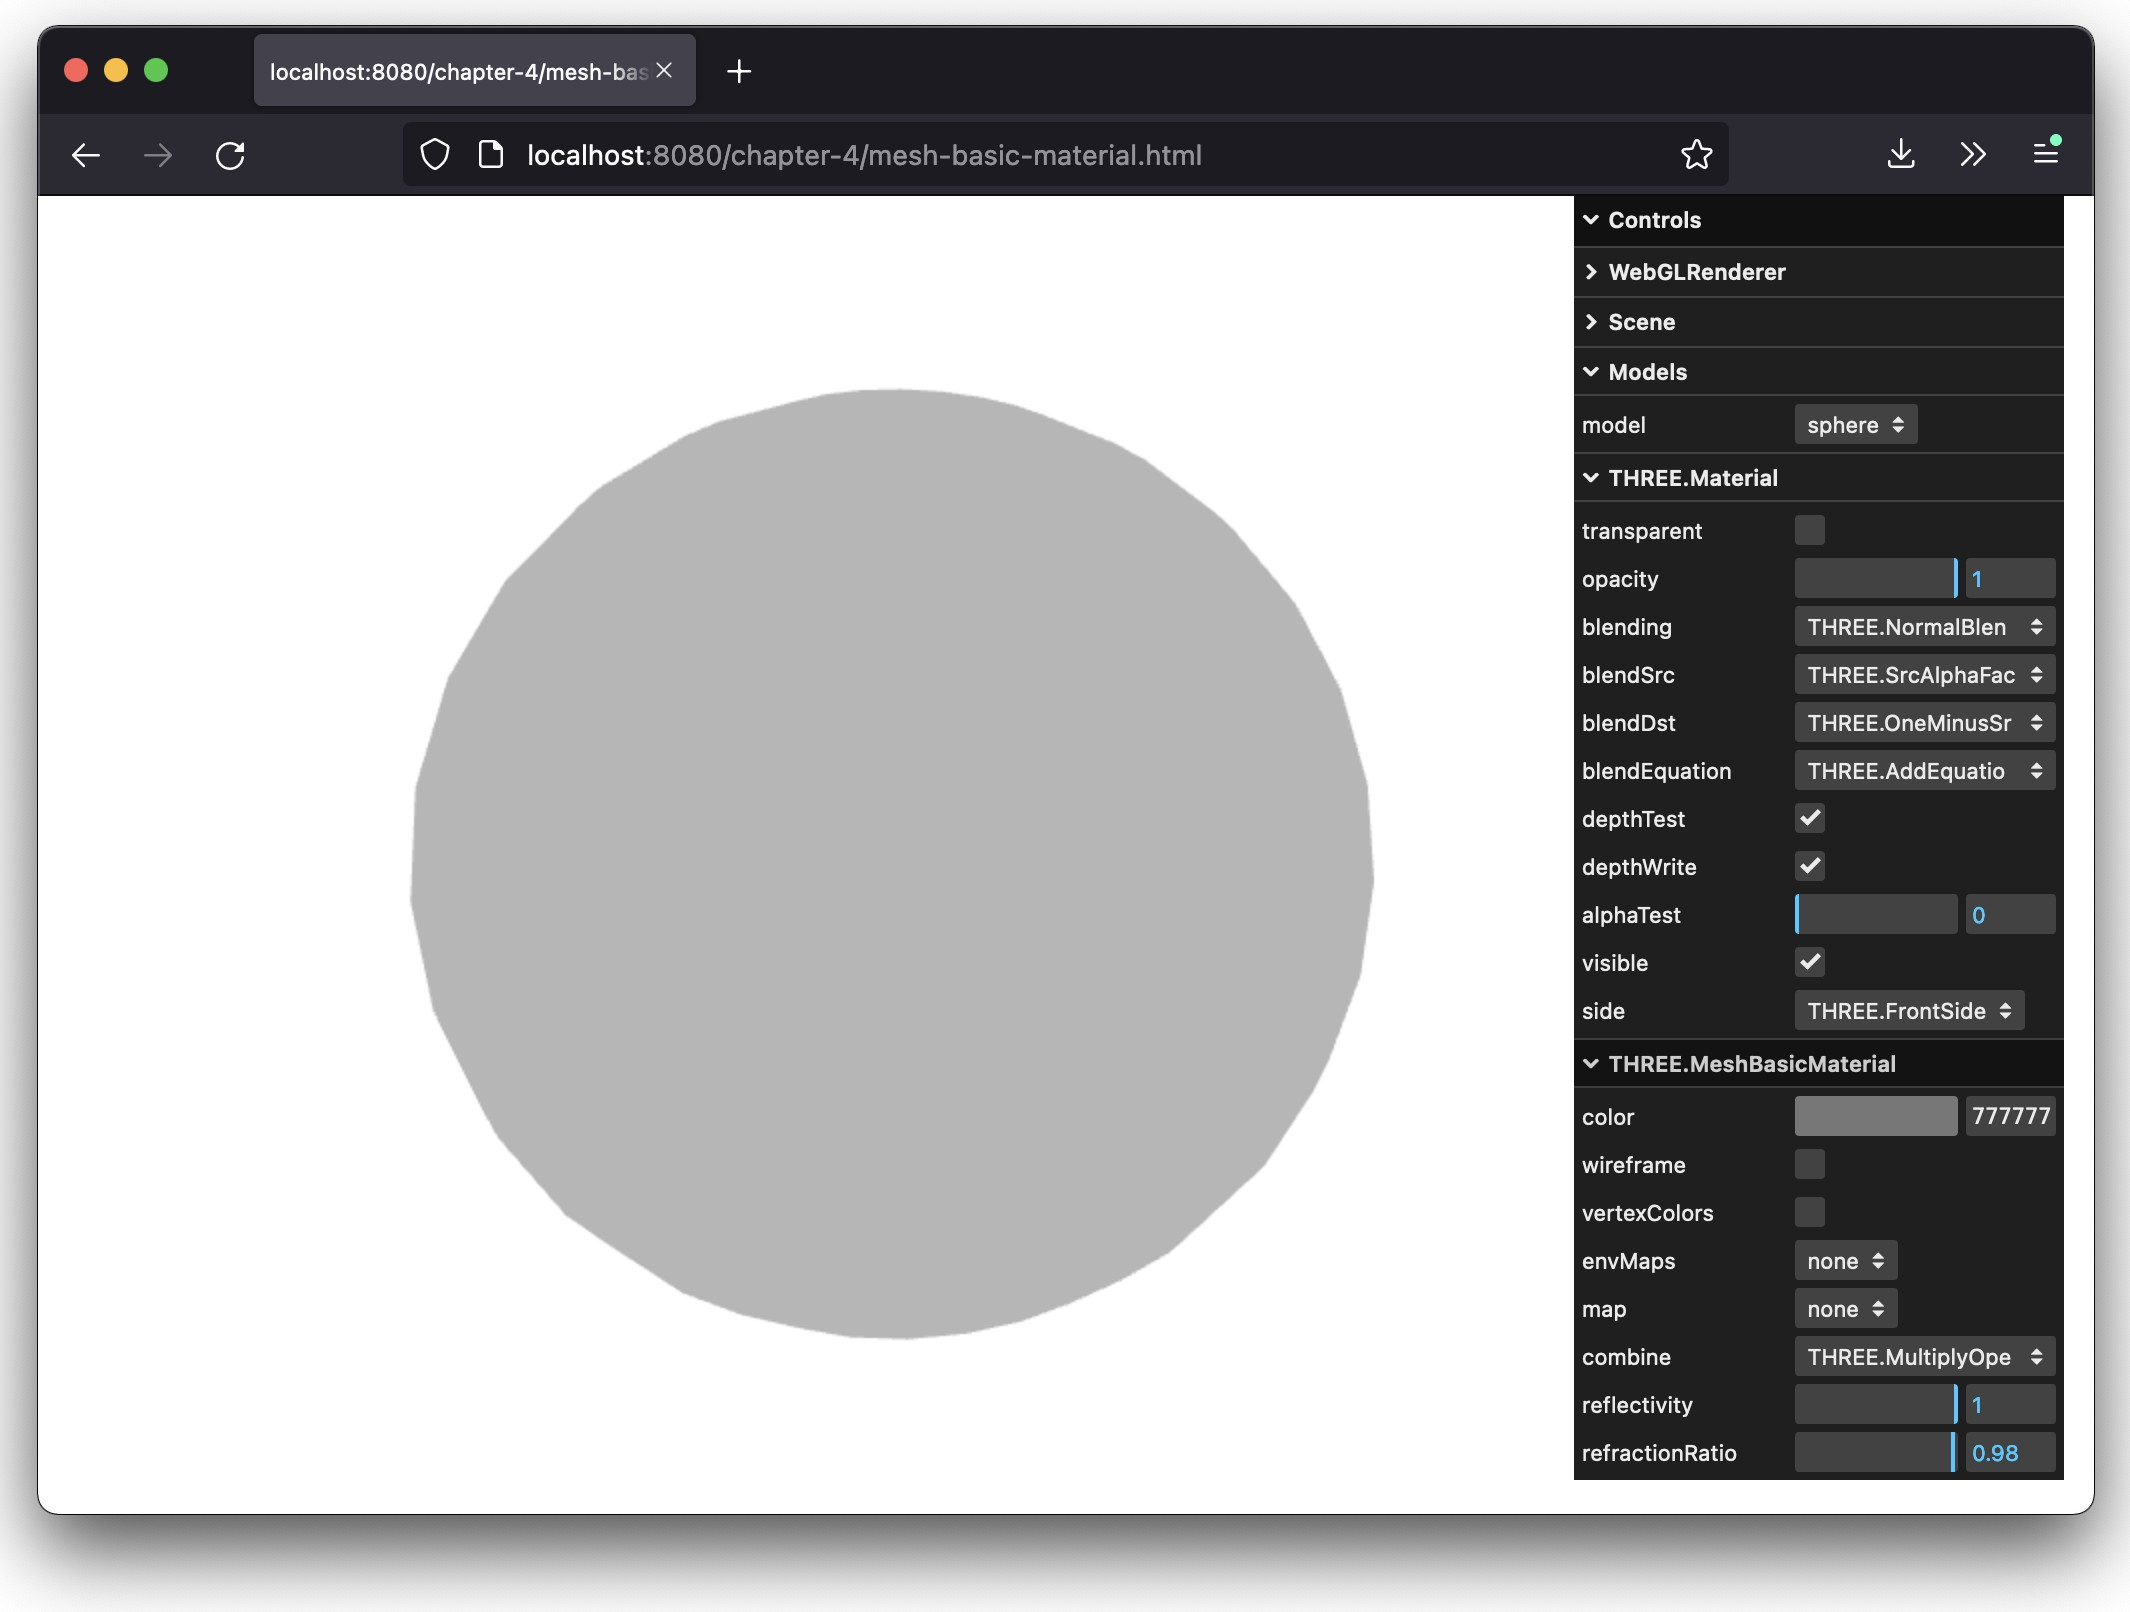 localhost:8080/chapter-4/mesh-bas
localhost:8080/chapter-4/mesh-basic-material.html
Controls
WebGLRenderer
Scene
Models
model sphere
THREE.Material
transparent
opacity 1
blending THREE.NormalBlen
blendSrc THREE.SrcAlphaFac
blendDst THREE.OneMinusSr
blendEquation THREE.AddEquatio
depthTest
depthWrite
alphaTest 0
visible
side THREE.FrontSide
THREE.MeshBasicMaterial
color 777777
wireframe
vertexColors
envMaps none
map none
combine THREE.MultiplyOpe
reflectivity 1
refractionRatio 0.98